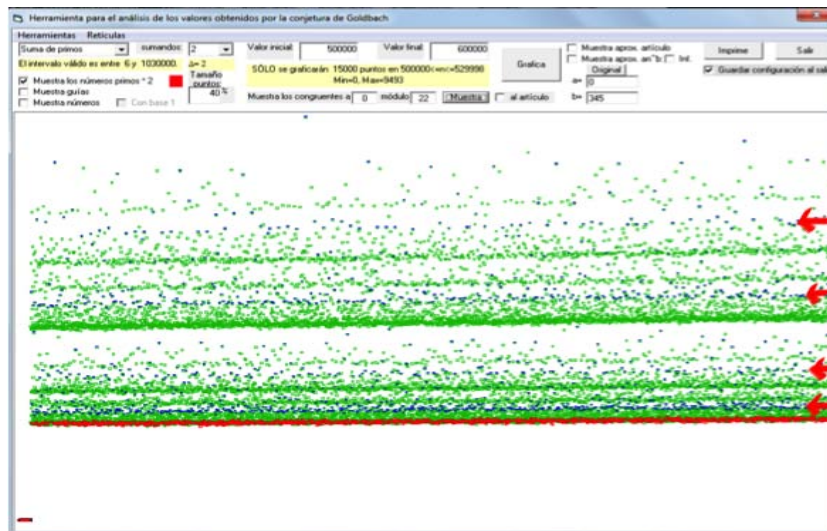 Herramienta para el análisis de los valores obtenidos por la conjetura de Goldbach
Herramientas Retículas
Suma de primos sumandos: 2 Valor inicial: 500000 Valor final: 600000
El intervalo válido es entre 6 y 1030000. Δ= 2
SÓLO se graficarán 15000 puntos en 500000<=nc<=529998
Min=0, Max=9493
Muestra los números primos * 2
Muestra guías
Muestra números Con base 1
Tamaño
puntos:
40 %
Muestra los congruentes a 0 módulo 22 Muestra al artículo
Grafica
Muestra aprox. artículo
Muestra aprox. an^b: Inf.
Original
a= 0
b= 345
Imprime Salir
Guardar configuración al sali